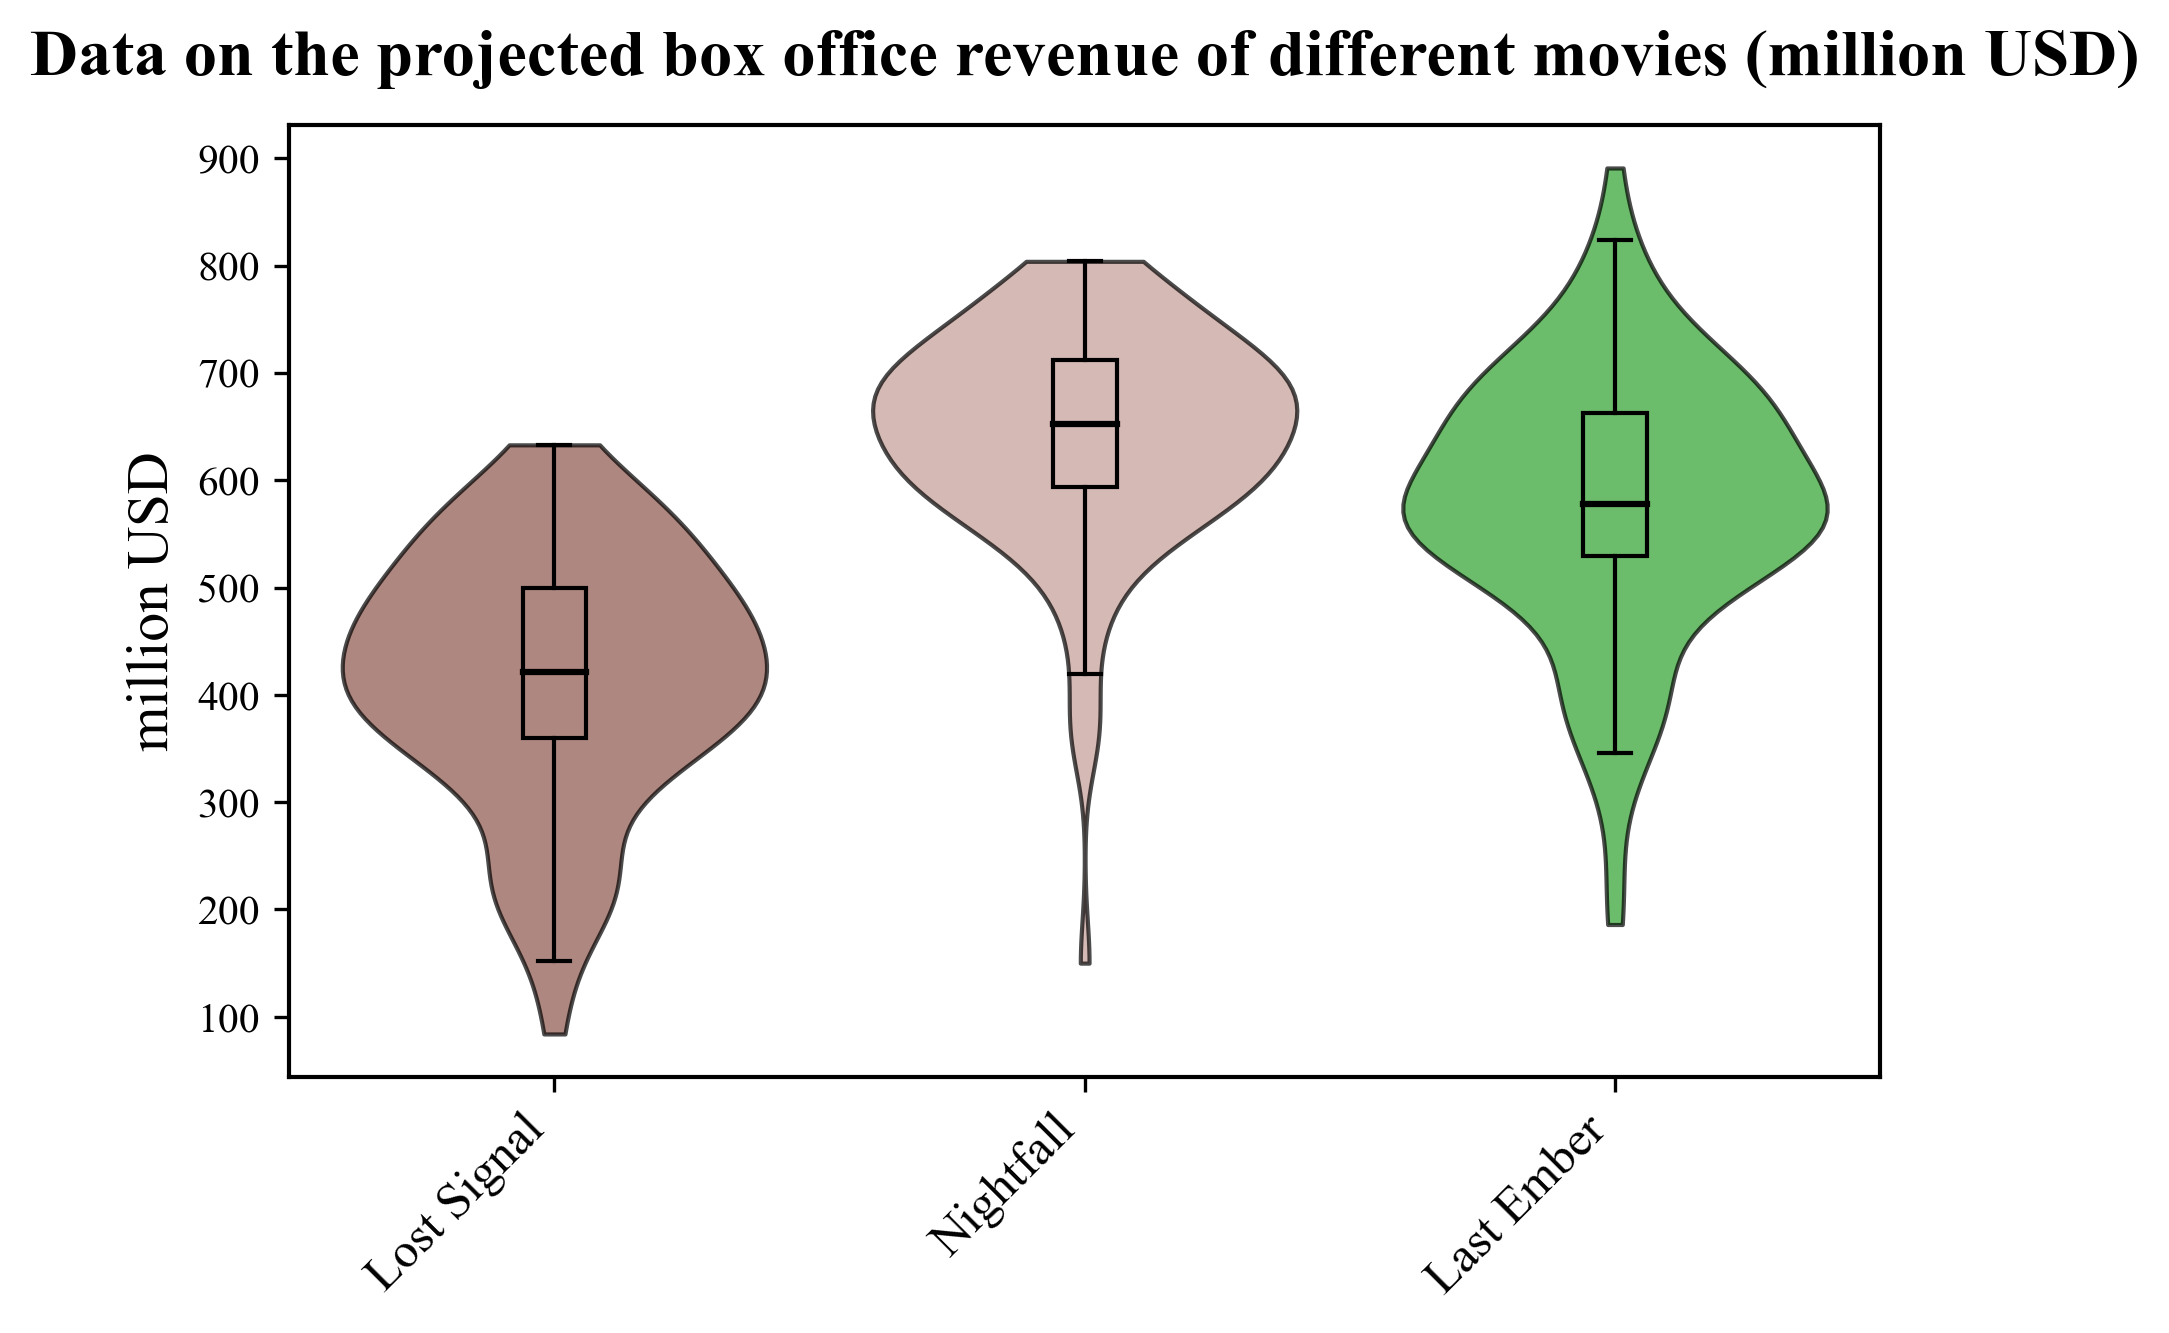 Data on the projected box office revenue of different movies (million USD)
million USD
900
800
700
600
500
400
300
200
100
Lost Signal
Nightfall
Last Ember